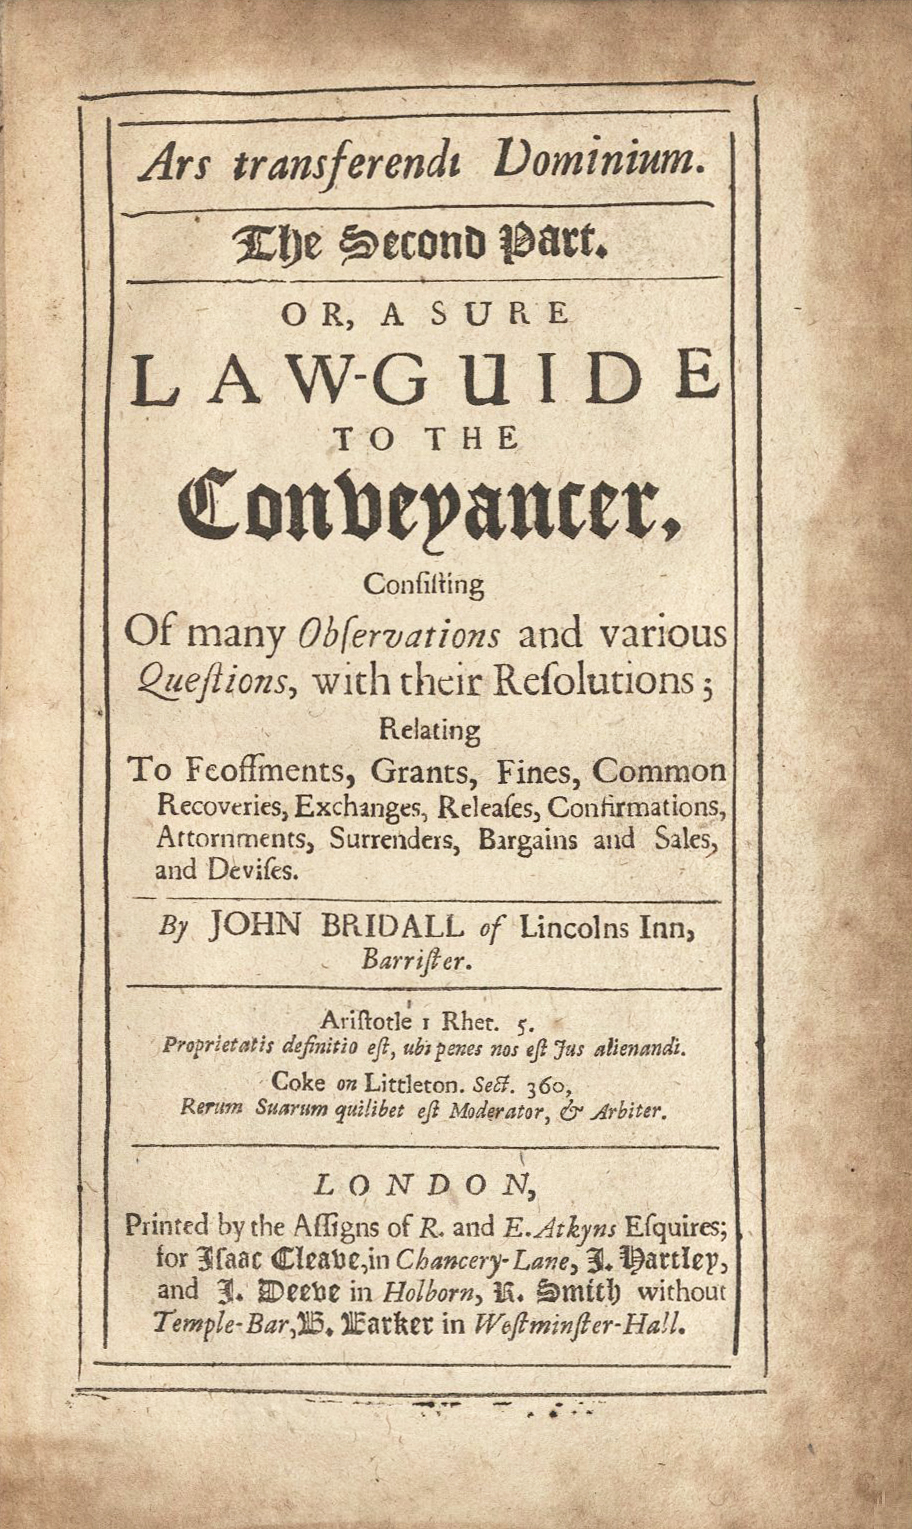 Ars transferendi Dominium.
The Second Part.
OR, A SURE
LAW-GUIDE
TO THE
Conveyancer,
Conſiſting
Of many Obſervations and various
Queſtions, with their Reſolutions;
Relating
To Feoffments, Grants, Fines, Common
Recoveries, Exchanges, Releaſes, Confirmations,
Attornments, Surrenders, Bargains and Sales,
and Deviſes.
By JOHN BRIDALL of Lincolns Inn,
Barriſter.
Ariſtotle 1 Rhet. 5.
Proprietatis definitio eſt, ubi penes nos eſt Jus alienandi.
Coke on Littleton. Sect. 360,
Rerum Suarum quilibet eſt Moderator, & Arbiter.
LONDON,
Printed by the Aſſigns of R. and E. Atkyns Eſquires;
for Iſaac Cleave, in Chancery-Lane, J. Hartley,
and J. Deeve in Holborn, R. Smith without
Temple-Bar, B. Barker in Weſtminſter-Hall.